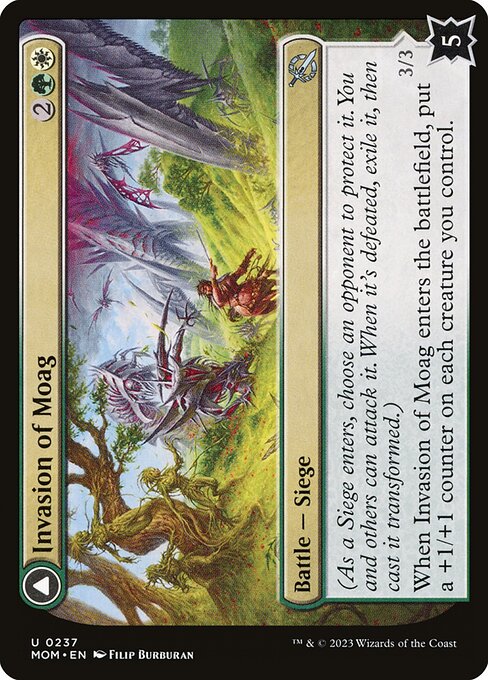 Invasion of Moag
2
Battle — Siege
5
(As a Siege enters, choose an opponent to protect it. You
and others can attack it. When it's defeated, exile it, then
cast it transformed.)
3/3
When Invasion of Moag enters the battlefield, put
a +1/+1 counter on each creature you control.
U 0237
MOM • EN Filip Burburan
™ & © 2023 Wizards of the Coast